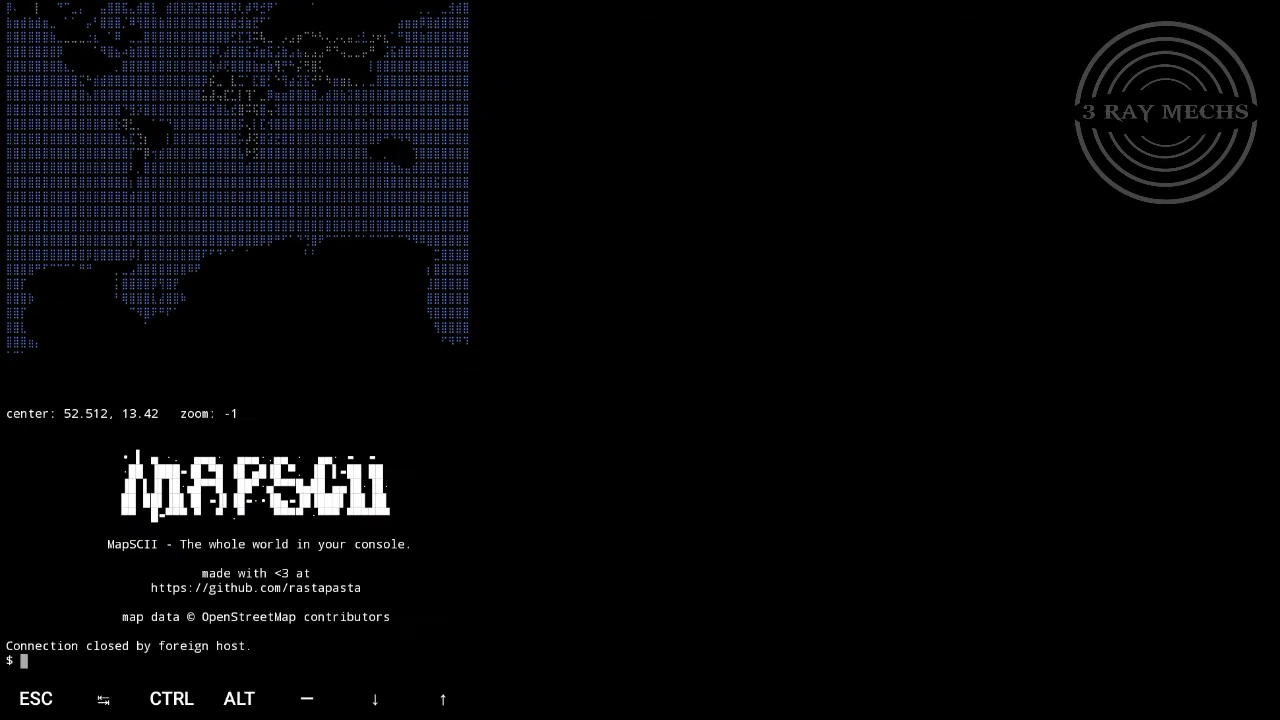 3 RAY MECHS
center: 52.512, 13.42   zoom: -1
MAPSCII
MapSCII - The whole world in your console.
made with <3 at
https://github.com/rastapasta
map data © OpenStreetMap contributors
Connection closed by foreign host.
$
ESC ↹ CTRL ALT — ↓ ↑